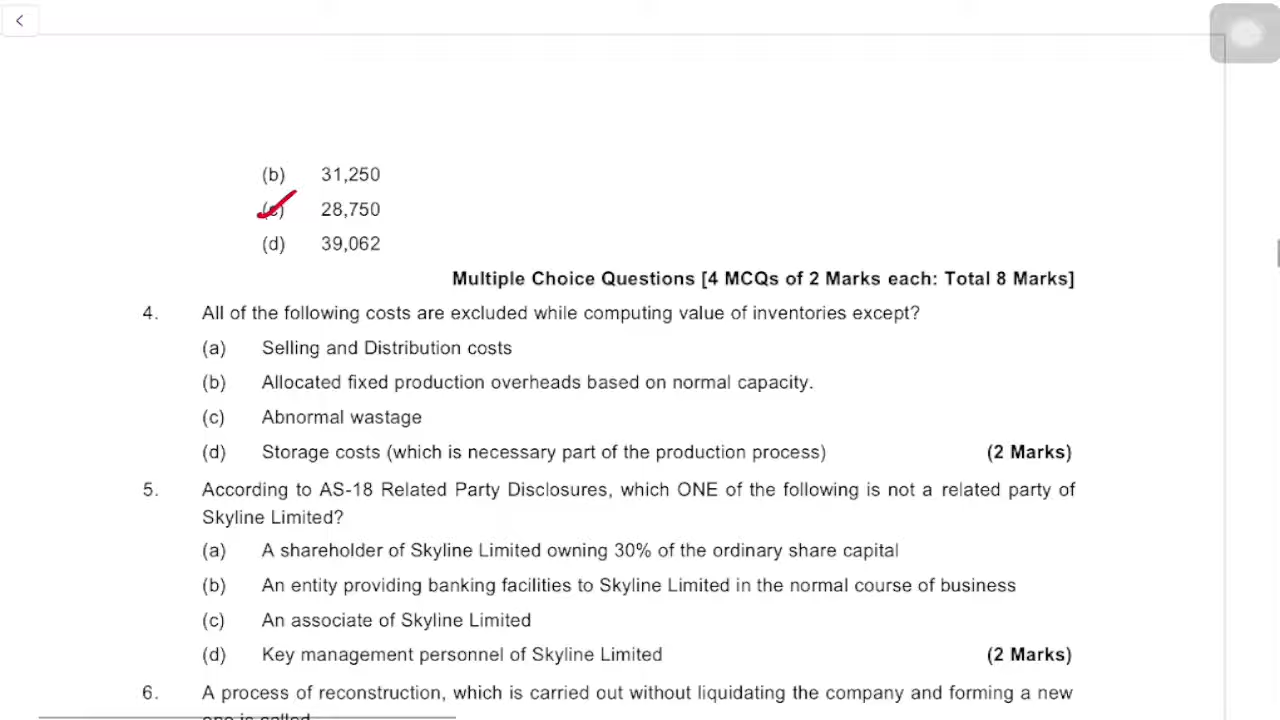 (b) 31,250
(c) 28,750
(d) 39,062
Multiple Choice Questions [4 MCQs of 2 Marks each: Total 8 Marks]
4. All of the following costs are excluded while computing value of inventories except?
(a) Selling and Distribution costs
(b) Allocated fixed production overheads based on normal capacity.
(c) Abnormal wastage
(d) Storage costs (which is necessary part of the production process) (2 Marks)
5. According to AS-18 Related Party Disclosures, which ONE of the following is not a related party of
Skyline Limited?
(a) A shareholder of Skyline Limited owning 30% of the ordinary share capital
(b) An entity providing banking facilities to Skyline Limited in the normal course of business
(c) An associate of Skyline Limited
(d) Key management personnel of Skyline Limited (2 Marks)
6. A process of reconstruction, which is carried out without liquidating the company and forming a new
one is called